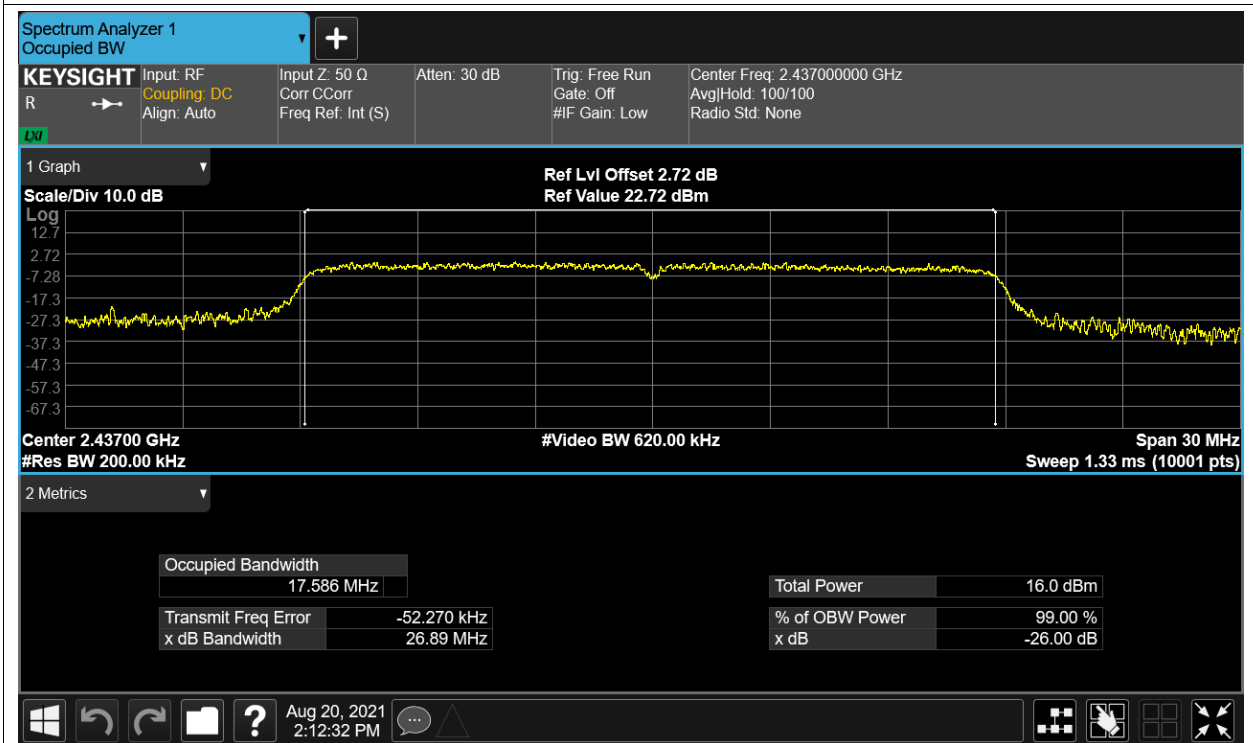 Spectrum Analyzer 1
Occupied BW
KEYSIGHT
R
LXI
Input: RF
Coupling: DC
Align: Auto
Input Z: 50 Ω
Corr CCorr
Freq Ref: Int (S)
Atten: 30 dB
Trig: Free Run
Gate: Off
#IF Gain: Low
Center Freq: 2.437000000 GHz
Avg|Hold: 100/100
Radio Std: None
1 Graph
Scale/Div 10.0 dB
Ref Lvl Offset 2.72 dB
Ref Value 22.72 dBm
Log
12.7
2.72
-7.28
-17.3
-27.3
-37.3
-47.3
-57.3
-67.3
Center 2.43700 GHz
#Video BW 620.00 kHz
Span 30 MHz
#Res BW 200.00 kHz
Sweep 1.33 ms (10001 pts)
2 Metrics
Occupied Bandwidth
17.586 MHz
Total Power 16.0 dBm
Transmit Freq Error -52.270 kHz
% of OBW Power 99.00 %
x dB Bandwidth 26.89 MHz
x dB -26.00 dB
?
Aug 20, 2021
2:12:32 PM